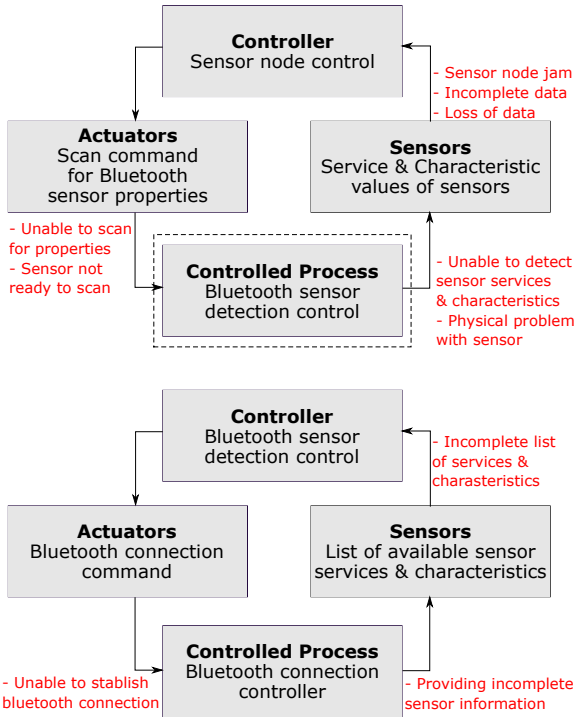 Controller
Sensor node control
- Sensor node jam
- Incomplete data
- Loss of data
Actuators
Scan command
for Bluetooth
sensor properties
Sensors
Service & Characteristic
values of sensors
- Unable to scan
for properties
- Sensor not
ready to scan
Controlled Process
Bluetooth sensor
detection control
- Unable to detect
sensor services
& characteristics
- Physical problem
with sensor
Controller
Bluetooth sensor
detection control
- Incomplete list
of services &
charasteristics
Actuators
Bluetooth connection
command
Sensors
List of available sensor
services & characteristics
- Unable to stablish
bluetooth connection
Controlled Process
Bluetooth connection
controller
- Providing incomplete
sensor information